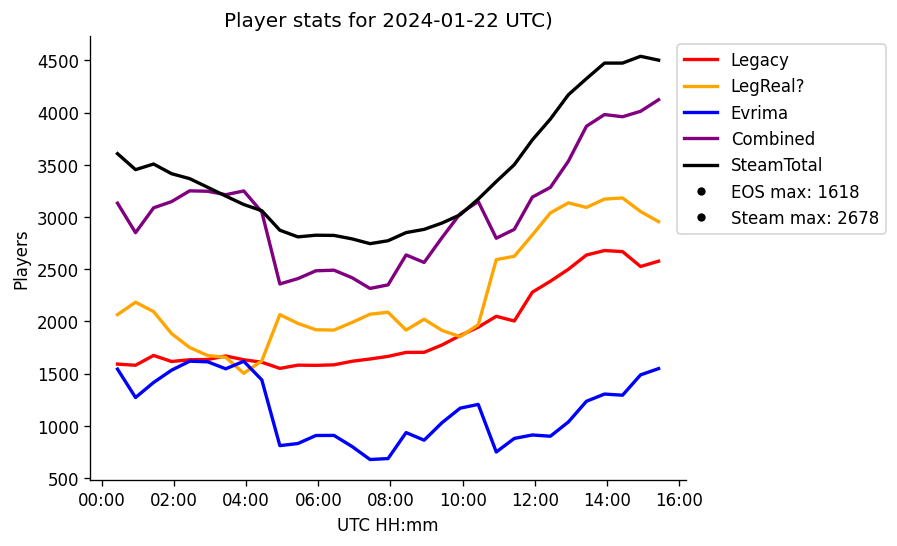 Player stats for 2024-01-22 UTC)
4500
4000
3500
3000
2500
2000
1500
1000
500
Players
00:00 02:00 04:00 06:00 08:00 10:00 12:00 14:00 16:00
UTC HH:mm
Legacy
LegReal?
Evrima
Combined
SteamTotal
EOS max: 1618
Steam max: 2678